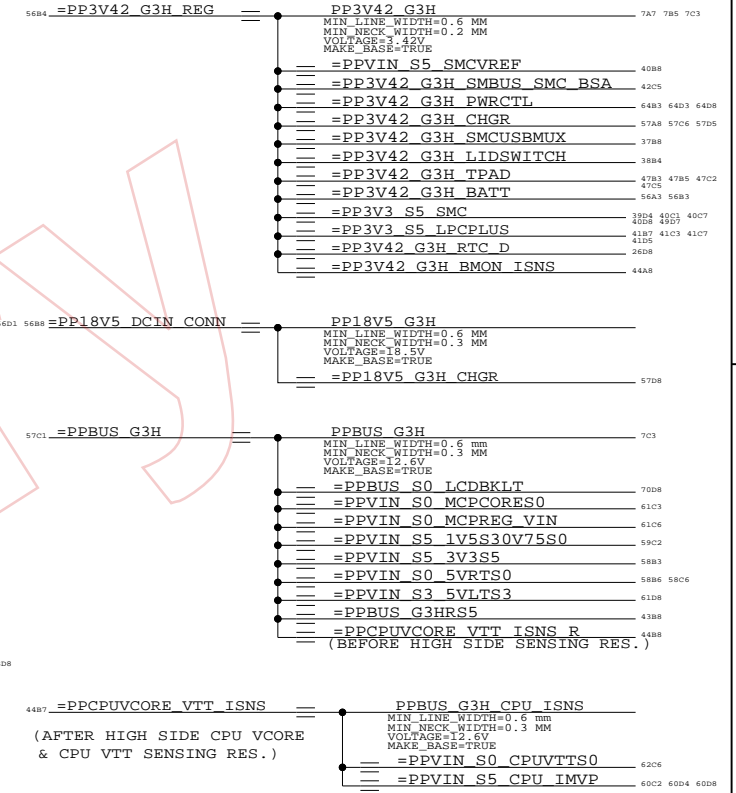 56B4 =PP3V42_G3H_REG PP3V42_G3H 7A7 7B5 7C3
MIN_LINE_WIDTH=0.6 MM
MIN_NECK_WIDTH=0.2 MM
VOLTAGE=3.42V
MAKE_BASE=TRUE
=PPVIN_S5_SMCVREF 40B8
=PP3V42_G3H_SMBUS_SMC_BSA 42C5
=PP3V42_G3H_PWRCTL 64B3 64D3 64D8
=PP3V42_G3H_CHGR 57A8 57C6 57D5
=PP3V42_G3H_SMCUSBMUX 37B8
=PP3V42_G3H_LIDSWITCH 38B4
=PP3V42_G3H_TPAD 47B3 47B5 47C2
47C5
=PP3V42_G3H_BATT 56A3 56B3
=PP3V3_S5_SMC 39D4 40C1 40C7
40D8 49D7
=PP3V3_S5_LPCPLUS 41B7 41C3 41C7
41D5
=PP3V42_G3H_RTC_D 26D8
=PP3V42_G3H_BMON_ISNS 44A8
6D1 56B8 =PP18V5_DCIN_CONN PP18V5_G3H
MIN_LINE_WIDTH=0.6 MM
MIN_NECK_WIDTH=0.3 MM
VOLTAGE=18.5V
MAKE_BASE=TRUE
=PP18V5_G3H_CHGR 57D8
57C1 =PPBUS_G3H PPBUS_G3H 7C3
MIN_LINE_WIDTH=0.6 mm
MIN_NECK_WIDTH=0.3 MM
VOLTAGE=12.6V
MAKE_BASE=TRUE
=PPBUS_S0_LCDBKLT 70D8
=PPVIN_S0_MCPCORES0 61C3
=PPVIN_S0_MCPREG_VIN 61C6
=PPVIN_S5_1V5S30V75S0 59C2
=PPVIN_S5_3V3S5 58B3
=PPVIN_S0_5VRTS0 58B6 58C6
=PPVIN_S3_5VLTS3 61D8
=PPBUS_G3HRS5 43B8
=PPCPUVCORE_VTT_ISNS_R 44B8
(BEFORE HIGH SIDE SENSING RES.)
D8
44B7 =PPCPUVCORE_VTT_ISNS PPBUS_G3H_CPU_ISNS
MIN_LINE_WIDTH=0.6 mm
MIN_NECK_WIDTH=0.3 MM
VOLTAGE=12.6V
MAKE_BASE=TRUE
(AFTER HIGH SIDE CPU VCORE
& CPU VTT SENSING RES.)
=PPVIN_S0_CPUVTTS0 62C6
=PPVIN_S5_CPU_IMVP 60C2 60D4 60D8